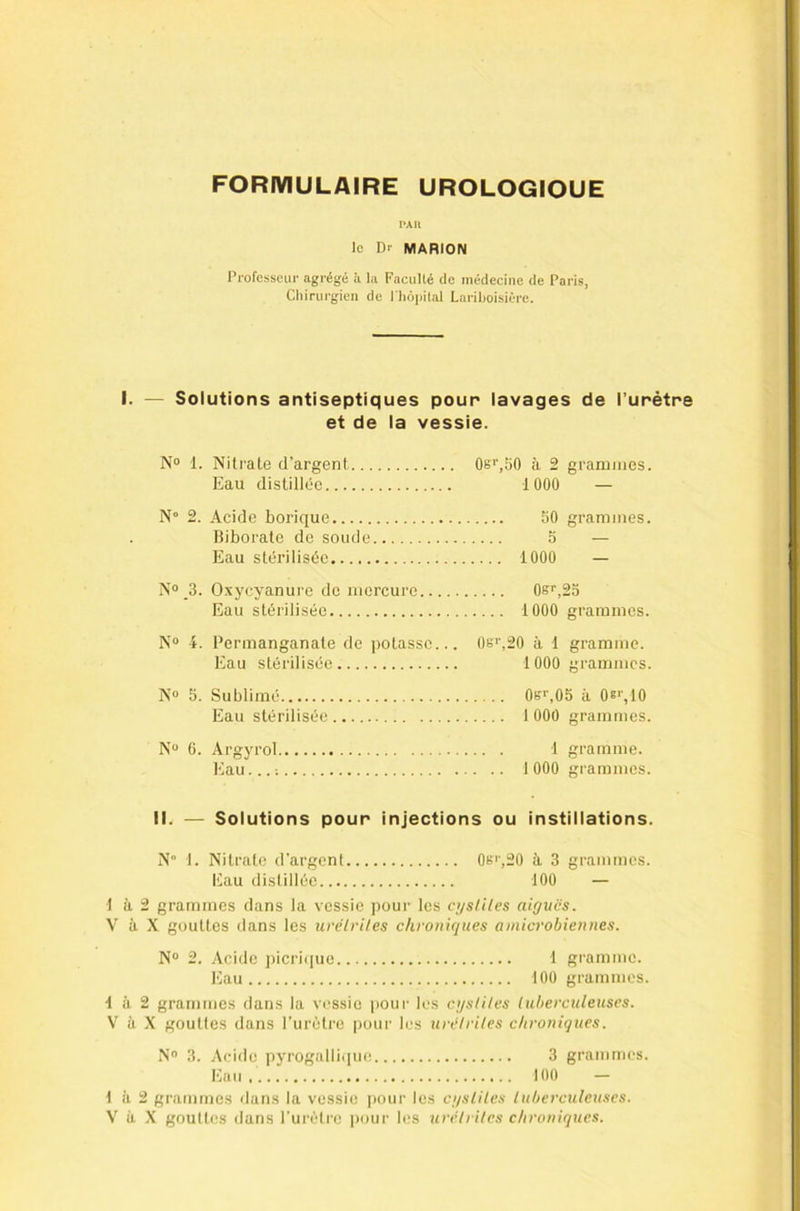 FORMULAIRE UROLOGIQUE
PAR
le Dr MARION
Professeur agrégé à la Faculté de médecine de Paris,
Chirurgien de l'hôpital Lariboisière.
I. — Solutions antiseptiques pour lavages de l'urètre
et de la vessie.
N° 1. Nitrate d'argent............. 0gr,50 à 2 grammes.
Eau distillée................ 1000 —
N° 2. Acide borique.................... 50 grammes.
Biborate de soude............... 5 —
Eau stérilisée.................... 1000 —
N° 3. Oxycyanure de mercure.......... 0gr,25
Eau stérilisée.................... 1000 grammes.
N° 4. Permanganate de potasse... 0gr,20 à 1 gramme.
Eau stérilisée............... 1000 grammes.
N° 5. Sublimé......................... 0gr,05 à 0gr,10
Eau stérilisée.................... 1000 grammes.
N° 6. Argyrol......................... 1 gramme.
Eau............................ 1000 grammes.
II. — Solutions pour injections ou instillations.
N° 1. Nitrate d'argent............. 0gr,20 à 3 grammes.
Eau distillée................. 100 —
1 à 2 grammes dans la vessie pour les cystites aiguës.
V à X gouttes dans les urétrites chroniques amicrobiennes.
N° 2. Acide picrique..................... 1 gramme.
Eau............................... 100 grammes.
1 à 2 grammes dans la vessie pour les cystites tuberculeuses.
V à X gouttes dans l'urètre pour les urétrites chroniques.
N° 3. Acide pyrogallique................. 3 grammes.
Eau............................... 100 —
1 à 2 grammes dans la vessie pour les cystites tuberculeuses.
V à X gouttes dans l'urètre pour les urétrites chroniques.